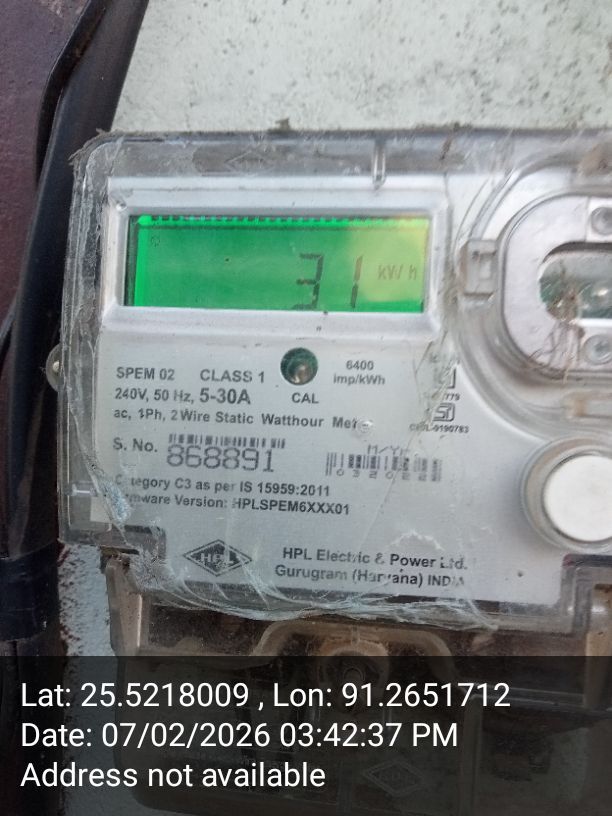 31 kWh
SPEM 02 CLASS 1
6400
imp/kWh
240V, 50 Hz, 5-30A
CAL
ac, 1Ph, 2 Wire Static Watthour
S. No. 868891
Category C3 as per IS 15959:2011
Firmware Version: HPLSPEM6XXX01
HPL
HPL Electric & Power Ltd.
Gurugram (Haryana) INDIA
Lat: 25.5218009 , Lon: 91.2651712
Date: 07/02/2026 03:42:37 PM
Address not available